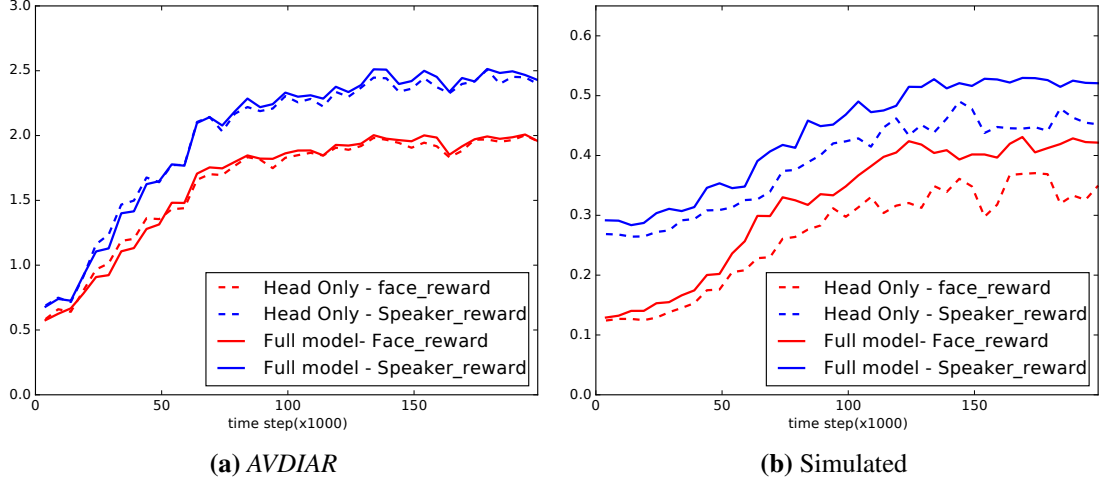 3.0
2.5
2.0
1.5
1.0
0.5
0.0
0 50 100 150
time step(x1000)
Head Only - face_reward
Head Only - Speaker_reward
Full model- Face_reward
Full model - Speaker_reward
(a) AVDIAR
0.6
0.5
0.4
0.3
0.2
0.1
0.0
0 50 100 150
time step(x1000)
Head Only - face_reward
Head Only - Speaker_reward
Full model- Face_reward
Full model - Speaker_reward
(b) Simulated